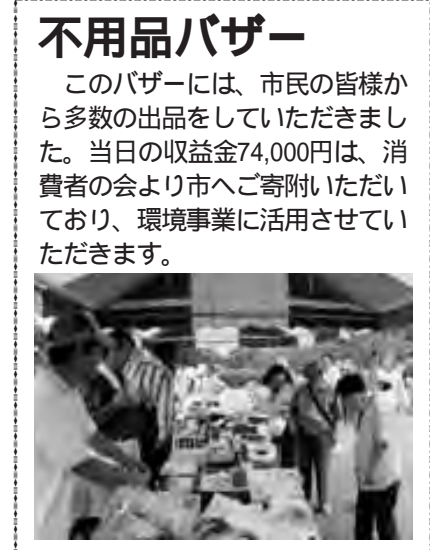 不用品バザー
このバザーには、市民の皆様か
ら多数の出品をしていただきまし
た。当日の収益金74,000円は、消
費者の会より市へご寄附いただい
ており、環境事業に活用させてい
ただきます。